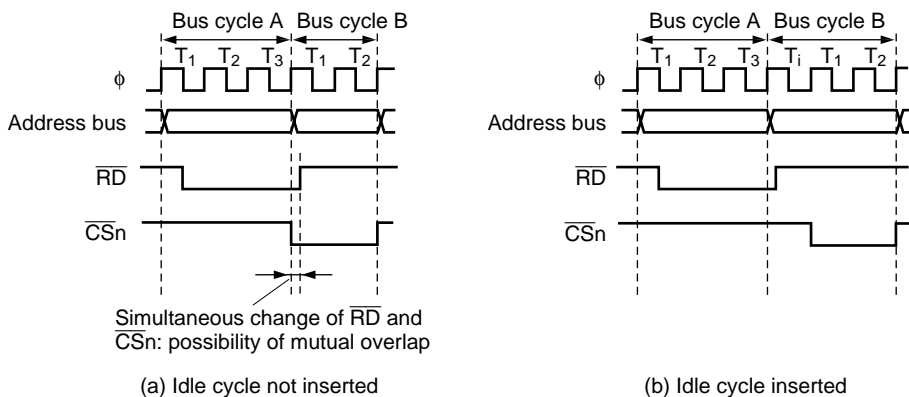 Bus cycle A Bus cycle B
T1 T2 T3 T1 T2
ϕ
Address bus
RD
CSn
Simultaneous change of RD and
CSn: possibility of mutual overlap
(a) Idle cycle not inserted
Bus cycle A Bus cycle B
T1 T2 T3 Ti T1 T2
ϕ
Address bus
RD
CSn
(b) Idle cycle inserted